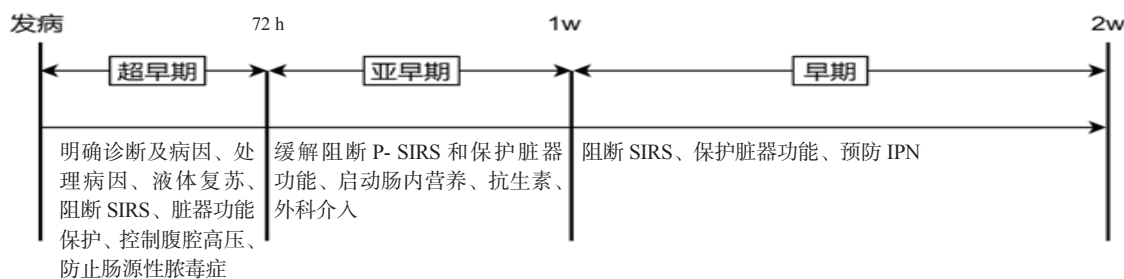 发病 72 h 1w 2w
超早期 亚早期 早期
明确诊断及病因、处
理病因、液体复苏、
阻断 SIRS、脏器功能
保护、控制腹腔高压、
防止肠源性脓毒症
缓解阻断 P- SIRS 和保护脏器
功能、启动肠内营养、抗生素、
外科介入
阻断 SIRS、保护脏器功能、预防 IPN